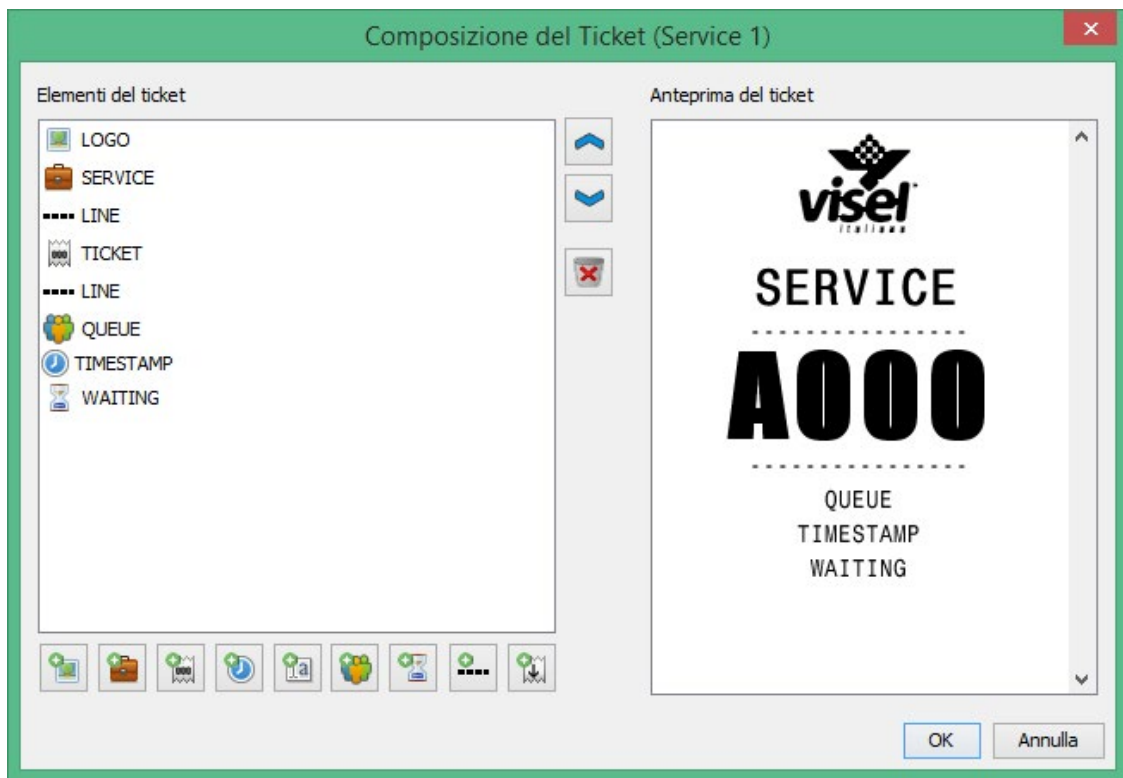 Composizione del Ticket (Service 1)
Elementi del ticket
LOGO
SERVICE
LINE
TICKET
LINE
QUEUE
TIMESTAMP
WAITING
Anteprima del ticket
visel
italiana
SERVICE
----------------
A000
----------------
QUEUE
TIMESTAMP
WAITING
OK
Annulla